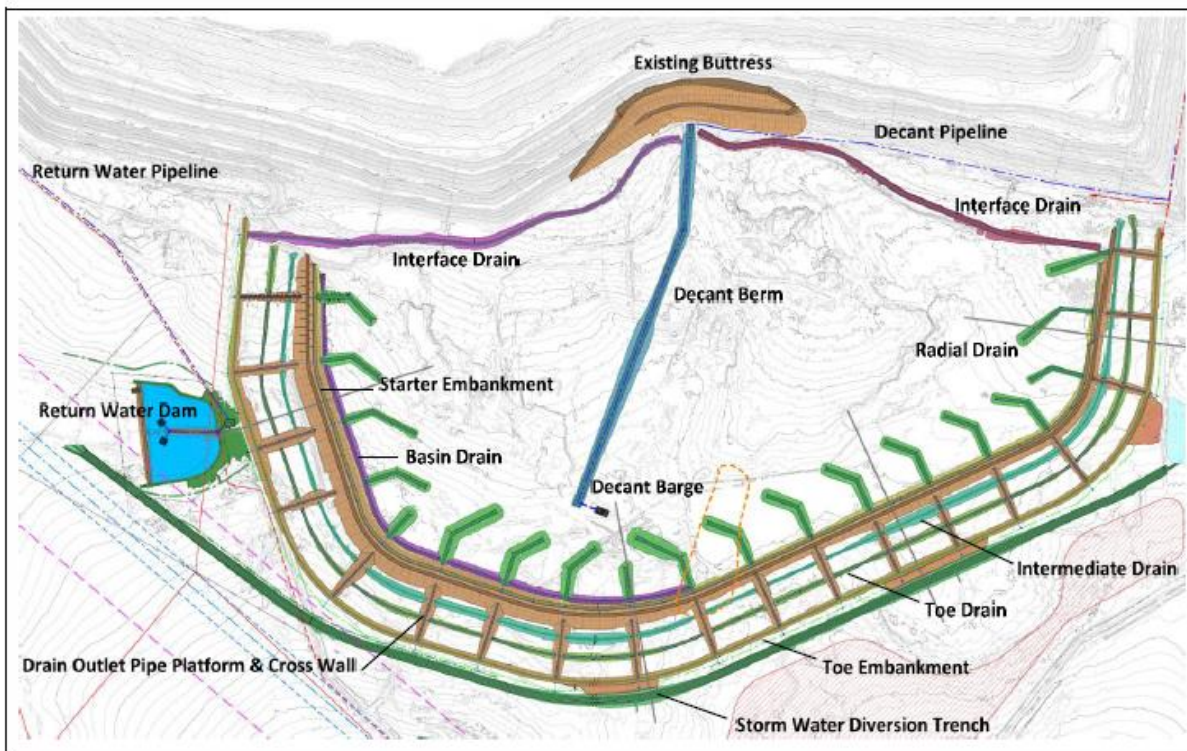 Existing Buttress
Decant Pipeline
Return Water Pipeline
Interface Drain
Interface Drain
Decant Berm
Radial Drain
Starter Embankment
Return Water Dam
Basin Drain
Decant Barge
Intermediate Drain
Toe Drain
Drain Outlet Pipe Platform & Cross Wall
Toe Embankment
Storm Water Diversion Trench